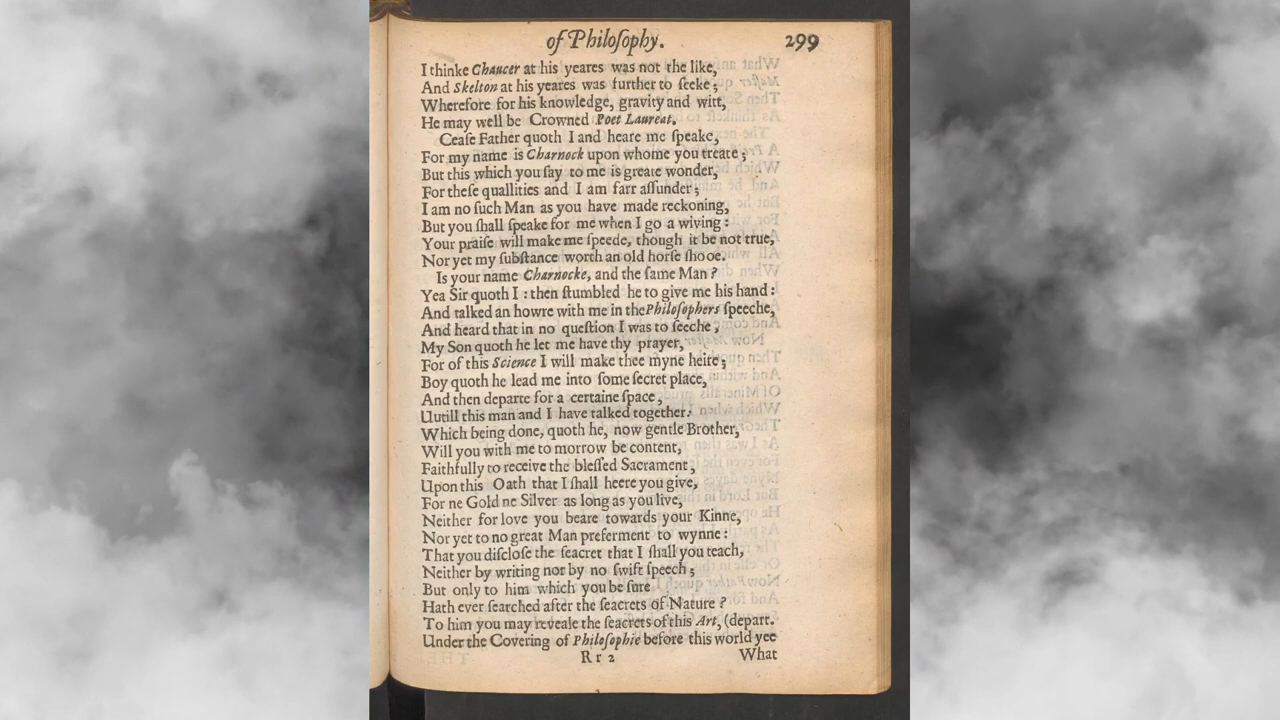 of Philoſophy. 299
I thinke Chaucer at his yeares was not the like,
And Skelton at his yeares was further to ſeeke;
Wherefore for his knowledge, gravity and witt,
He may well be Crowned Poet Laureat.
Ceaſe Father quoth I and heare me ſpeake,
For my name is Charnock upon whome you treate;
But this which you ſay to me is greate wonder,
For theſe quallities and I am farr aſſunder;
I am no ſuch Man as you have made reckoning,
But you ſhall ſpeake for me when I go a wiving:
Your praiſe will make me ſpeede, though it be not true,
Nor yet my ſubſtance worth an old horſe ſhooe.
Is your name Charnocke, and the ſame Man?
Yea Sir quoth I: then ſtumbled he to give me his hand:
And talked an howre with me in the Philoſophers ſpeeche,
And heard that in no queſtion I was to ſeeche;
My Son quoth he let me have thy prayer,
For of this Science I will make thee myne heire;
Boy quoth he lead me into ſome ſecret place,
And then departe for a certaine ſpace,
Uutill this man and I have talked together:
Which being done, quoth he, now gentle Brother,
Will you with me to morrow be content,
Faithfully to receive the bleſſed Sacrament,
Upon this Oath that I ſhall heere you give,
For ne Gold ne Silver as long as you live,
Neither for love you beare towards your Kinne,
Nor yet to no great Man preferment to wynne:
That you diſcloſe the ſeacret that I ſhall you teach,
Neither by writing nor by no ſwift ſpeech;
But only to him which you be ſure
Hath ever ſearched after the ſeacrets of Nature?
To him you may reveale the ſeacrets of this Art, (depart.
Under the Covering of Philoſophie before this world yee
Rr 2 What